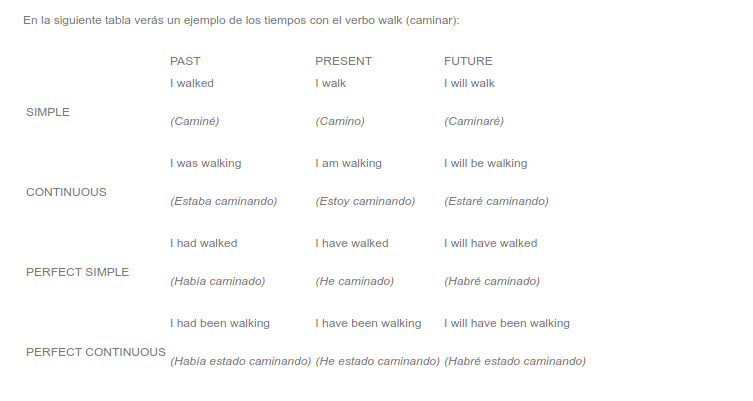 En la siguiente tabla verás un ejemplo de los tiempos con el verbo walk (caminar):
PAST PRESENT FUTURE
I walked I walk I will walk
SIMPLE
(Caminé) (Camino) (Caminaré)
I was walking I am walking I will be walking
CONTINUOUS
(Estaba caminando) (Estoy caminando) (Estaré caminando)
I had walked I have walked I will have walked
PERFECT SIMPLE
(Había caminado) (He caminado) (Habré caminado)
I had been walking I have been walking I will have been walking
PERFECT CONTINUOUS
(Había estado caminando) (He estado caminando) (Habré estado caminando)